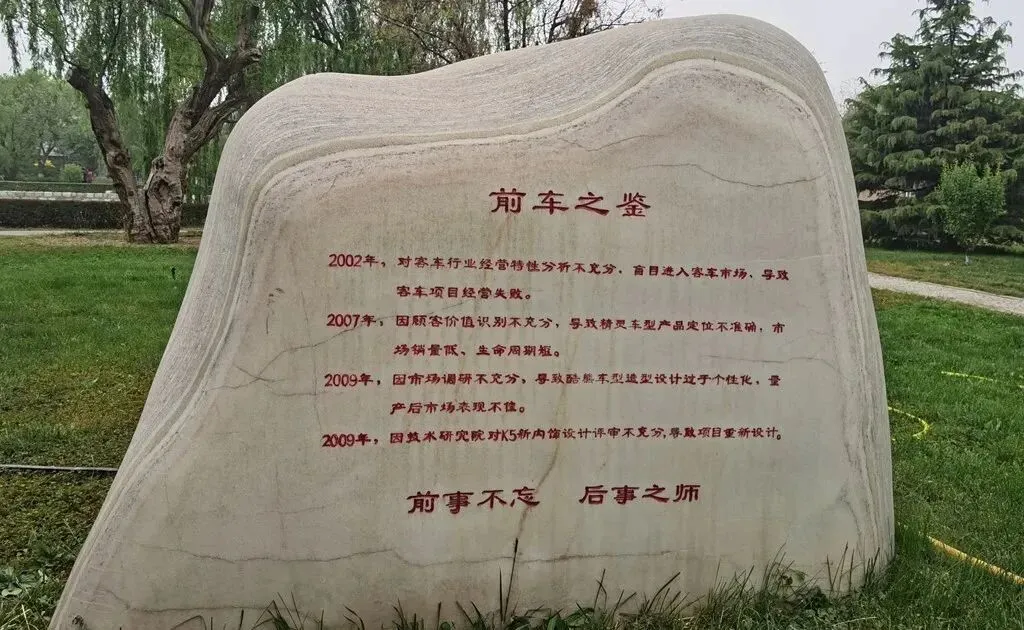 前车之鉴
2002年，对客车行业经营特性分析不充分，盲目进入客车市场，导致
客车项目经营失败。
2007年，因顾客价值识别不充分，导致精灵车型产品定位不准确，市
场销量低、生命周期短。
2009年，因市场调研不充分，导致酷熊车型造型设计过于个性化，量
产后市场表现不佳。
2009年，因技术研究院对K5新内饰设计评审不充分，导致项目重新设计。
前事不忘 后事之师